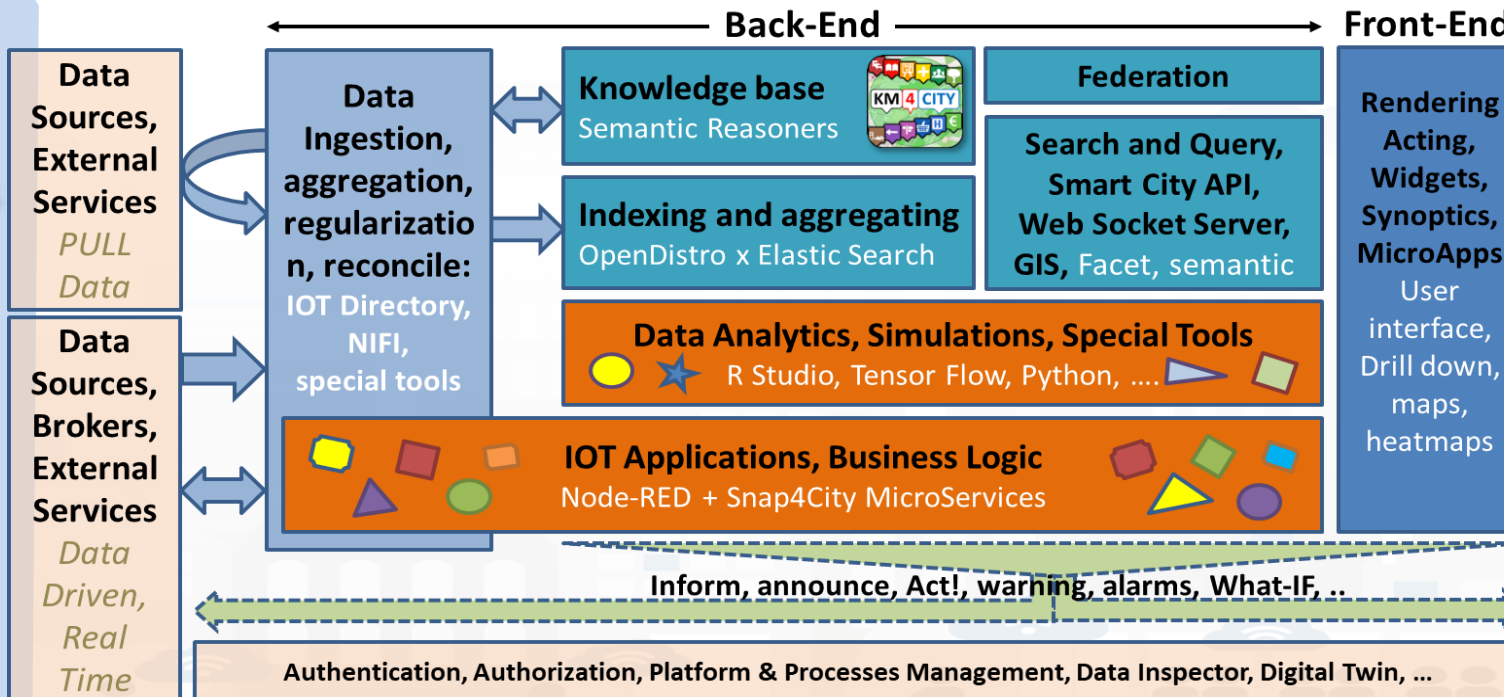 Back-End
Front-End
Data
Sources,
External
Services
PULL
Data
Data
Sources,
Brokers,
External
Services
Data
Driven,
Real
Time
Data
Ingestion,
aggregation,
regularizatio
n, reconcile:
IOT Directory,
NIFI,
special tools
Knowledge base
Semantic Reasoners
KM 4 CITY
Indexing and aggregating
OpenDistro x Elastic Search
Federation
Search and Query,
Smart City API,
Web Socket Server,
GIS, Facet, semantic
Data Analytics, Simulations, Special Tools
R Studio, Tensor Flow, Python, ....
IOT Applications, Business Logic
Node-RED + Snap4City MicroServices
Rendering
Acting,
Widgets,
Synoptics,
MicroApps
User
interface,
Drill down,
maps,
heatmaps
Inform, announce, Act!, warning, alarms, What-IF, ..
Authentication, Authorization, Platform & Processes Management, Data Inspector, Digital Twin, ...